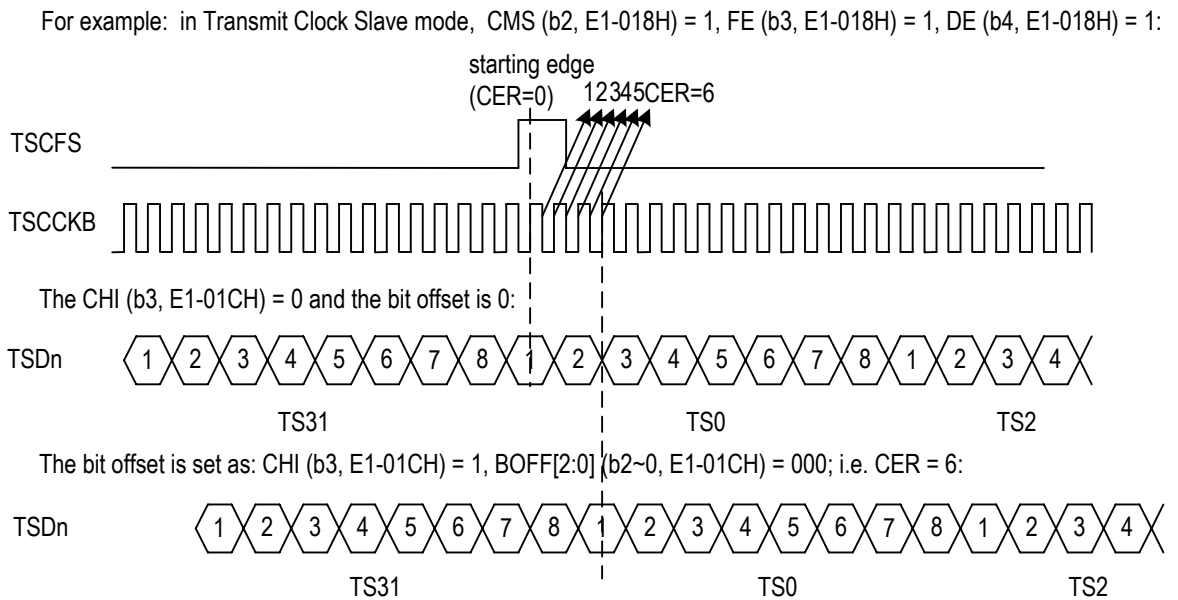 For example: in Transmit Clock Slave mode, CMS (b2, E1-018H) = 1, FE (b3, E1-018H) = 1, DE (b4, E1-018H) = 1:
starting edge
(CER=0) 12345CER=6
TSCFS
TSCCKB
The CHI (b3, E1-01CH) = 0 and the bit offset is 0:
TSDn 1 2 3 4 5 6 7 8 1 2 3 4 5 6 7 8 1 2 3 4
TS31 TS0 TS2
The bit offset is set as: CHI (b3, E1-01CH) = 1, BOFF[2:0] (b2~0, E1-01CH) = 000; i.e. CER = 6:
TSDn 1 2 3 4 5 6 7 8 1 2 3 4 5 6 7 8 1 2 3 4
TS31 TS0 TS2